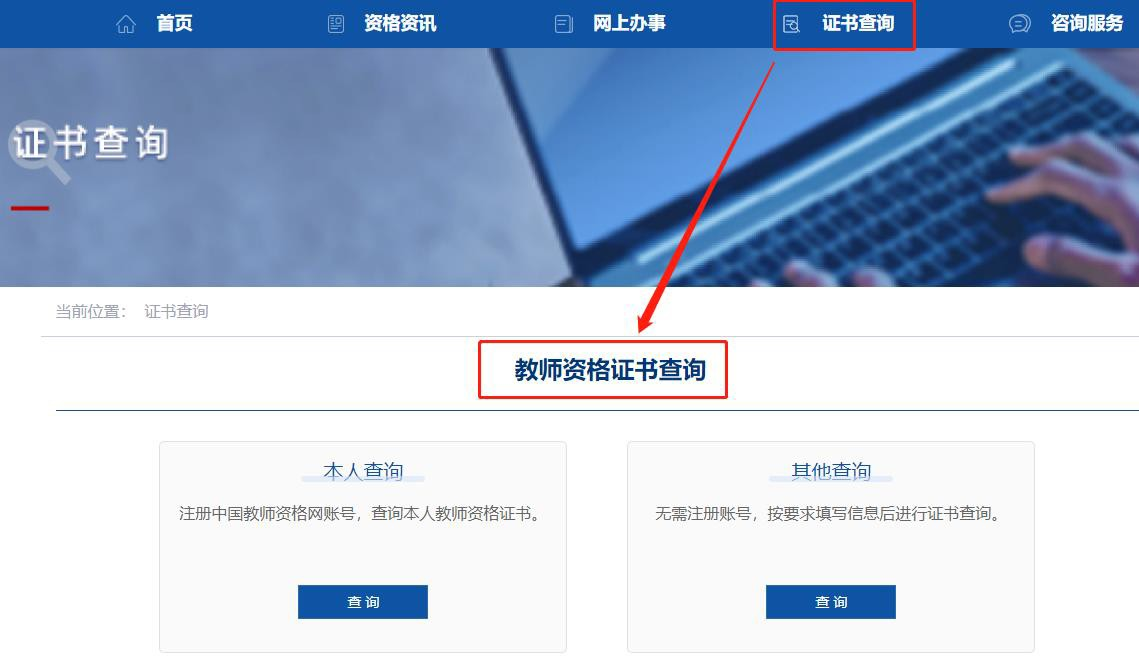 首页 资格资讯 网上办事 证书查询 咨询服务
证书查询
当前位置： 证书查询
教师资格证书查询
本人查询
注册中国教师资格网账号，查询本人教师资格证书。
查询
其他查询
无需注册账号，按要求填写信息后进行证书查询。
查询